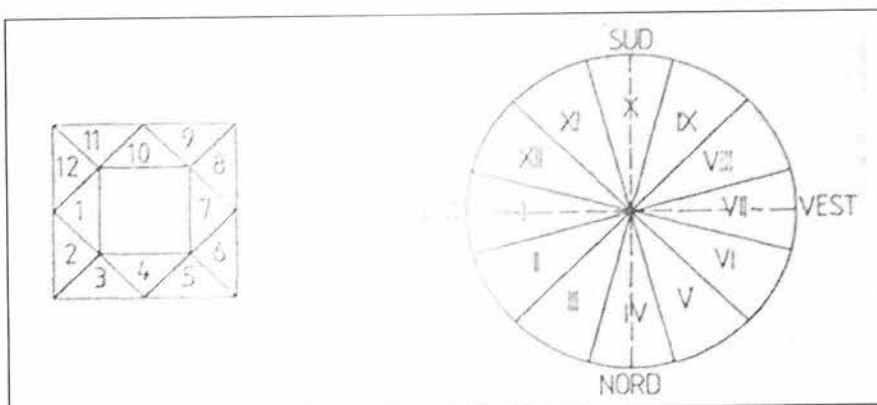 SUD
11 9
10
12 8
1 7
2 6
3 4 5
XI X IX
XII VIII
I VII VEST
II VI
III IV V
NORD